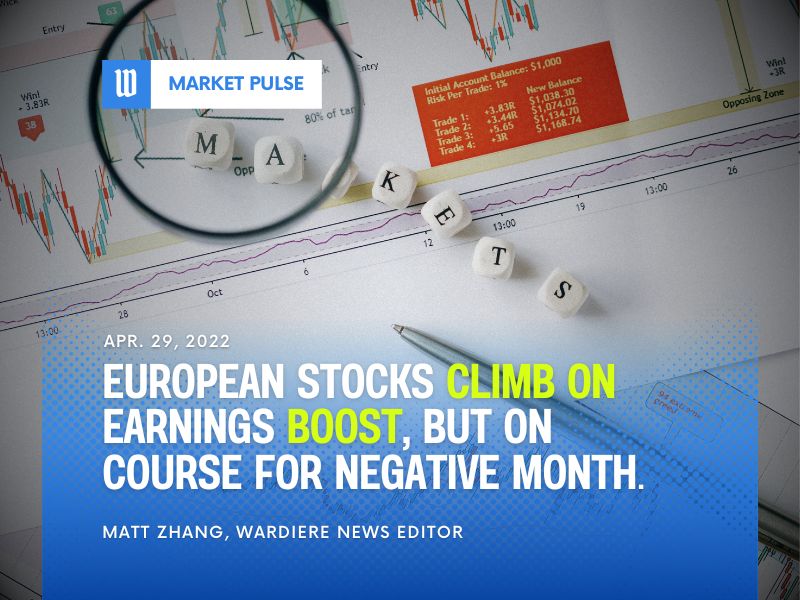 Entry
63
Win!
+ 3.83R
38
W MARKET PULSE
Entry
80% of
M A K E T S
Initial Account Balance: $1,000
Risk Per Trade: 1%
New Balance
Trade 1: +3.83R $1,038.30
Trade 2: +3.44R $1,074.02
Trade 3: +5.65 $1,134.70
Trade 4: +3R $1,168.74
Win!
+3R
Opposing Zone
13:00
28
Oct
6
12
13:00
19
13:00
26
APR. 29, 2022
EUROPEAN STOCKS CLIMB ON
EARNINGS BOOST, BUT ON
COURSE FOR NEGATIVE MONTH.
MATT ZHANG, WARDIERE NEWS EDITOR